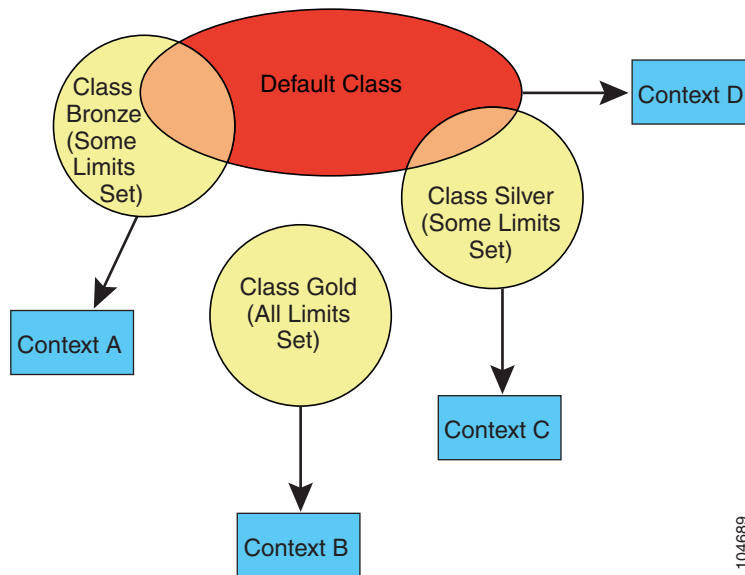 Default Class
Class
Bronze
(Some
Limits
Set)
Context D
Class Silver
(Some Limits
Set)
Class Gold
(All Limits
Set)
Context A
Context C
Context B
104689